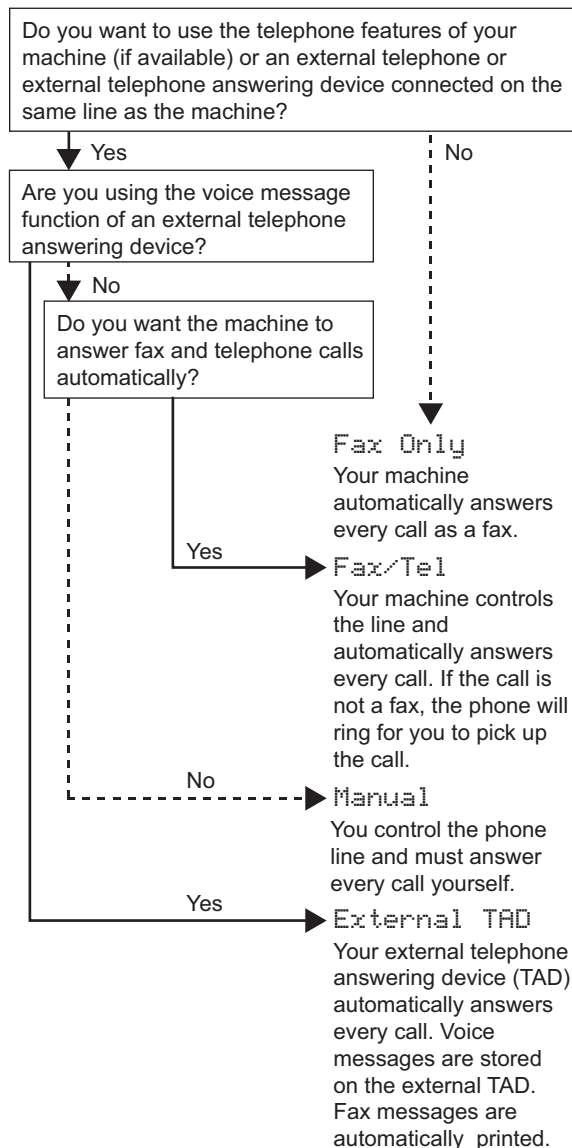 Do you want to use the telephone features of your
machine (if available) or an external telephone or
external telephone answering device connected on the
same line as the machine?
Yes
No
Are you using the voice message
function of an external telephone
answering device?
No
Do you want the machine to
answer fax and telephone calls
automatically?
Fax Only
Your machine
automatically answers
every call as a fax.
Yes
Fax/Tel
Your machine controls
the line and
automatically answers
every call. If the call is
not a fax, the phone will
ring for you to pick up
the call.
No
Manual
You control the phone
line and must answer
every call yourself.
Yes
External TAD
Your external telephone
answering device (TAD)
automatically answers
every call. Voice
messages are stored
on the external TAD.
Fax messages are
automatically printed.